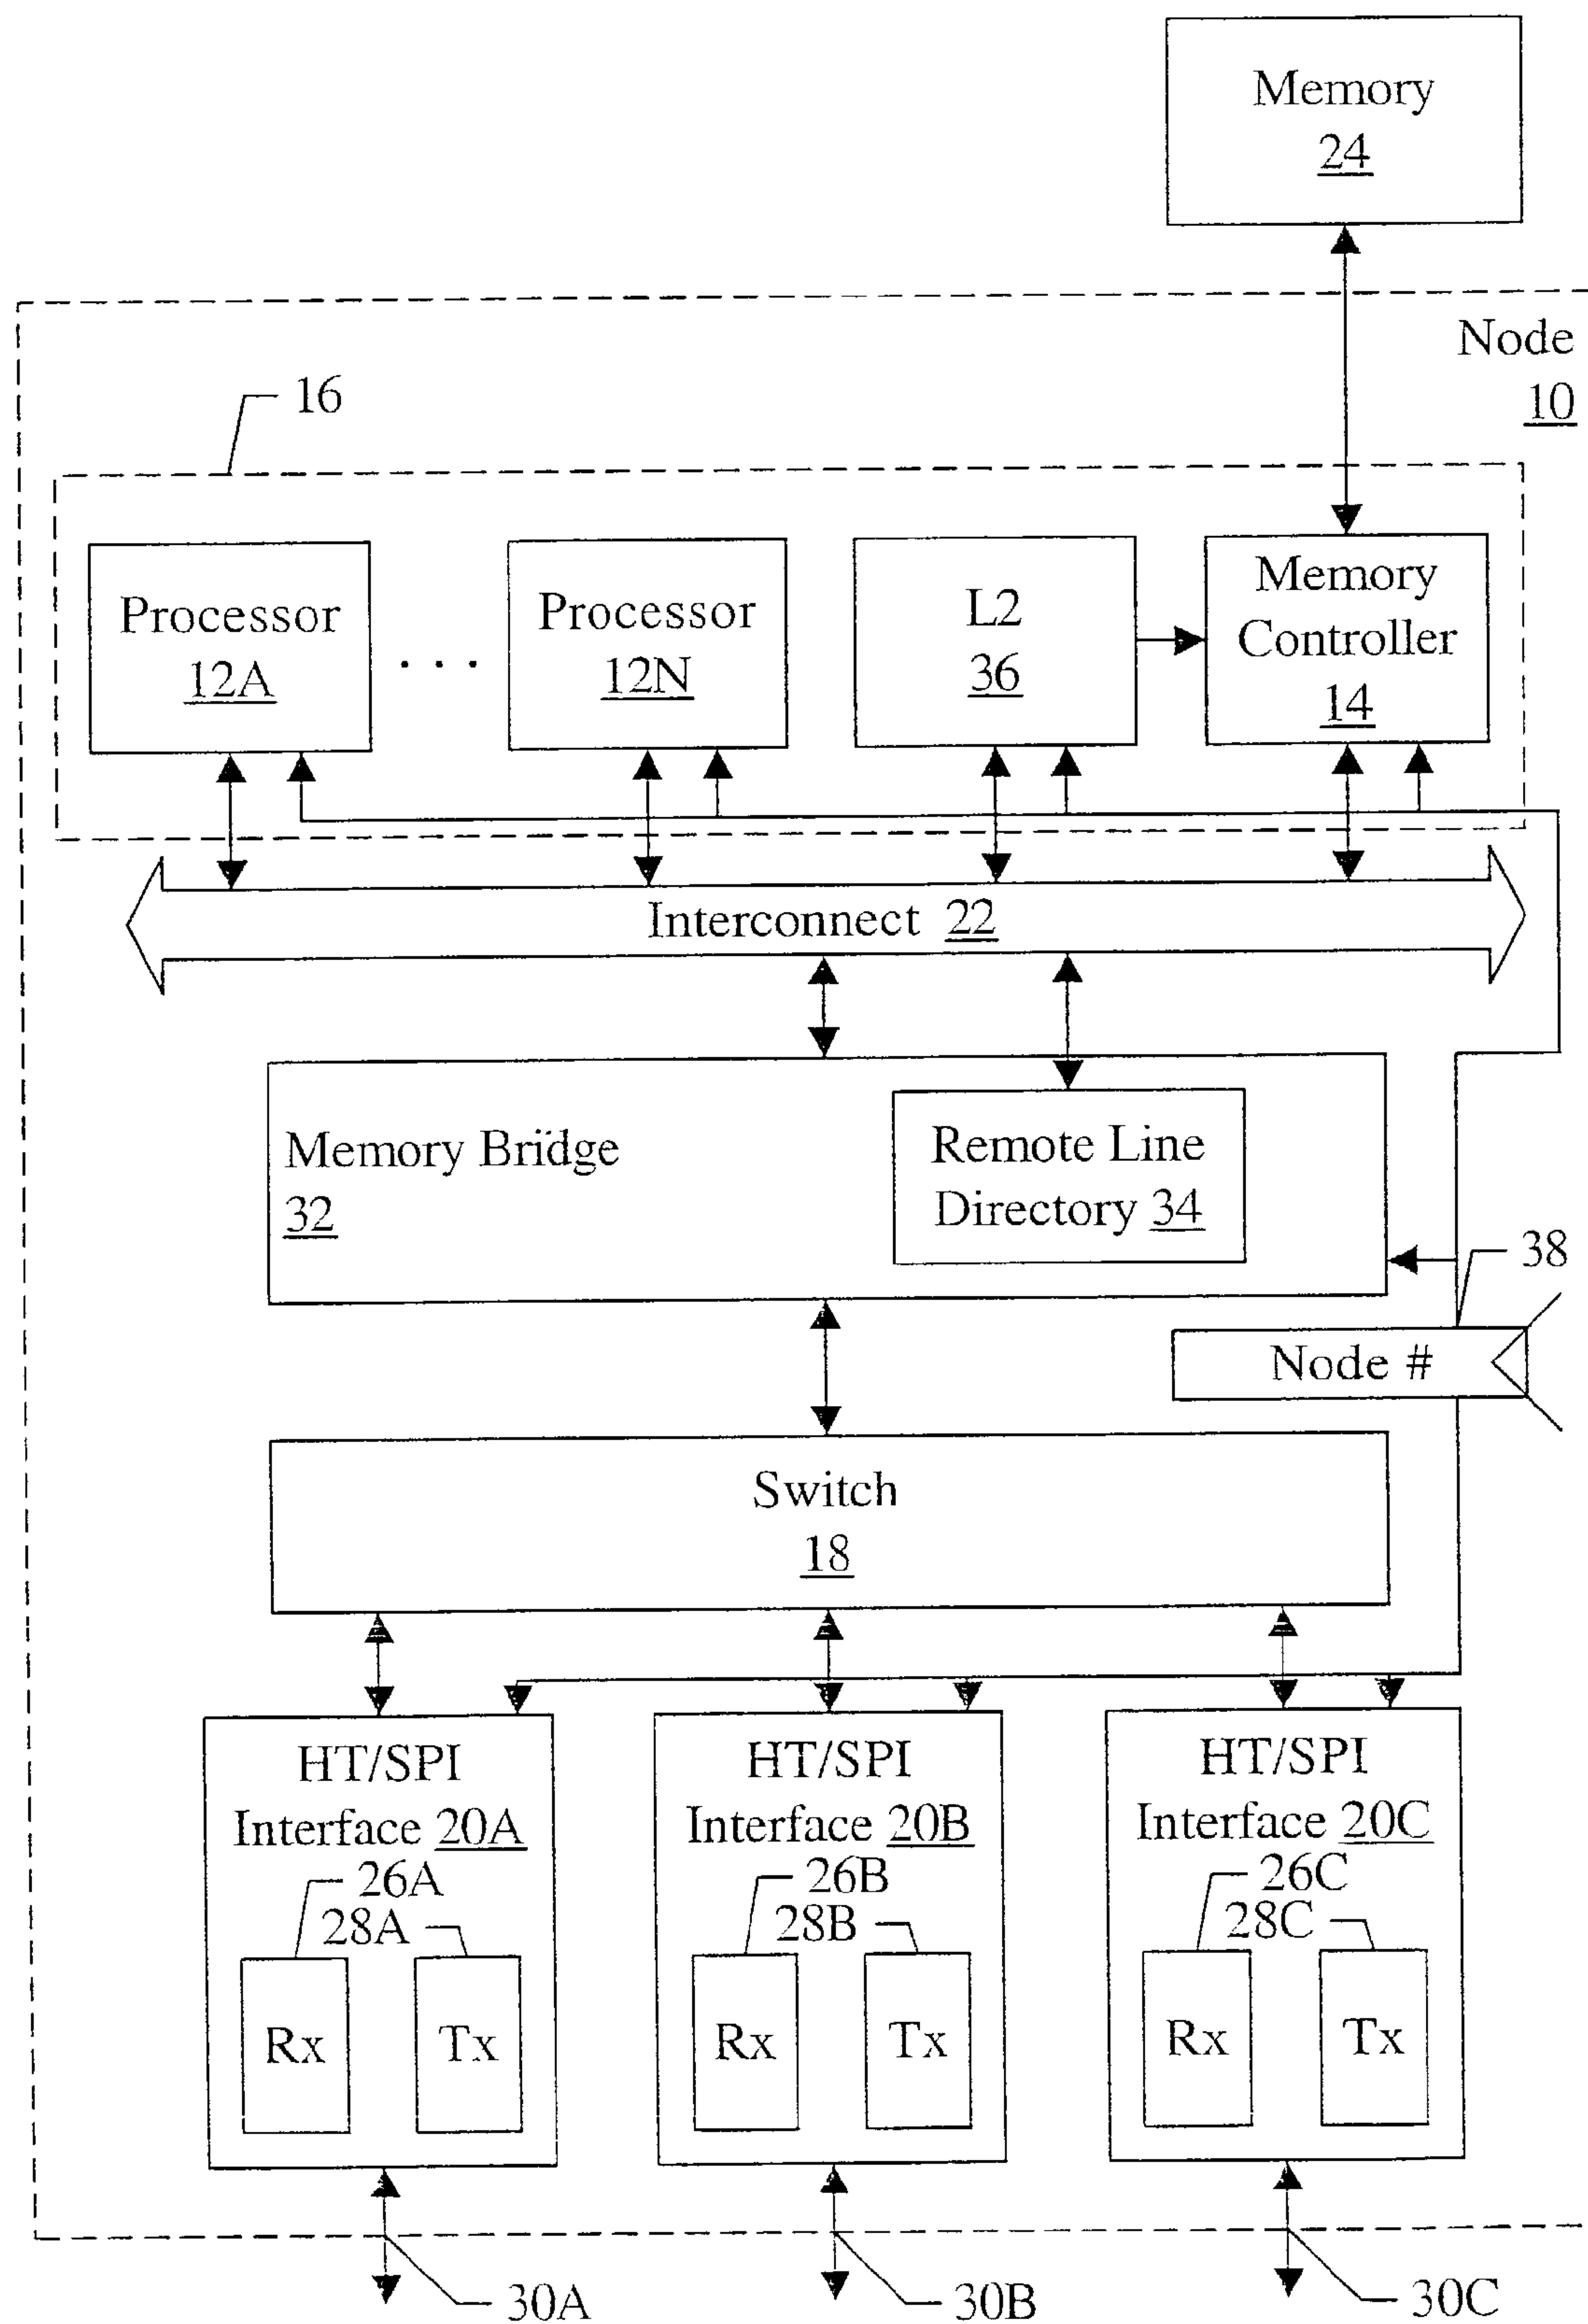 Memory
24
Node
10
16
Processor
12A
. . .
Processor
12N
L2
36
Memory
Controller
14
Interconnect 22
Memory Bridge
32
Remote Line
Directory 34
38
Node #
Switch
18
HT/SPI
Interface 20A
26A
28A
Rx
Tx
HT/SPI
Interface 20B
26B
28B
Rx
Tx
HT/SPI
Interface 20C
26C
28C
Rx
Tx
30A
30B
30C